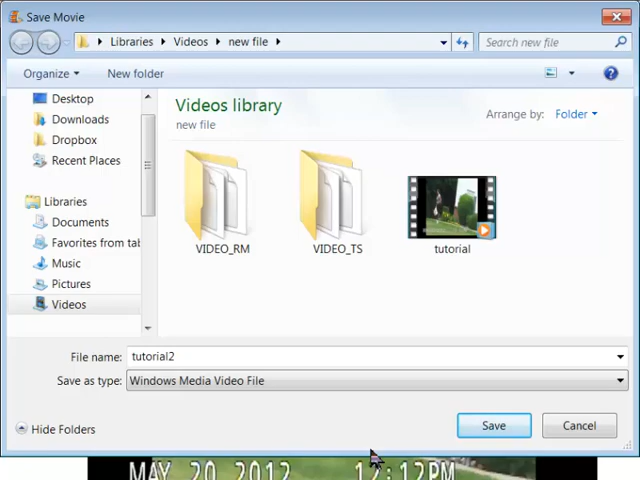 Save Movie
Libraries Videos new file
Search new file
Organize New folder
Desktop
Downloads
Dropbox
Recent Places
Libraries
Documents
Favorites from tab
Music
Pictures
Videos
Videos library
new file
Arrange by: Folder
VIDEO_RM VIDEO_TS tutorial
File name: tutorial2
Save as type: Windows Media Video File
Hide Folders
Save Cancel
MAY 20 2012 12:12PM